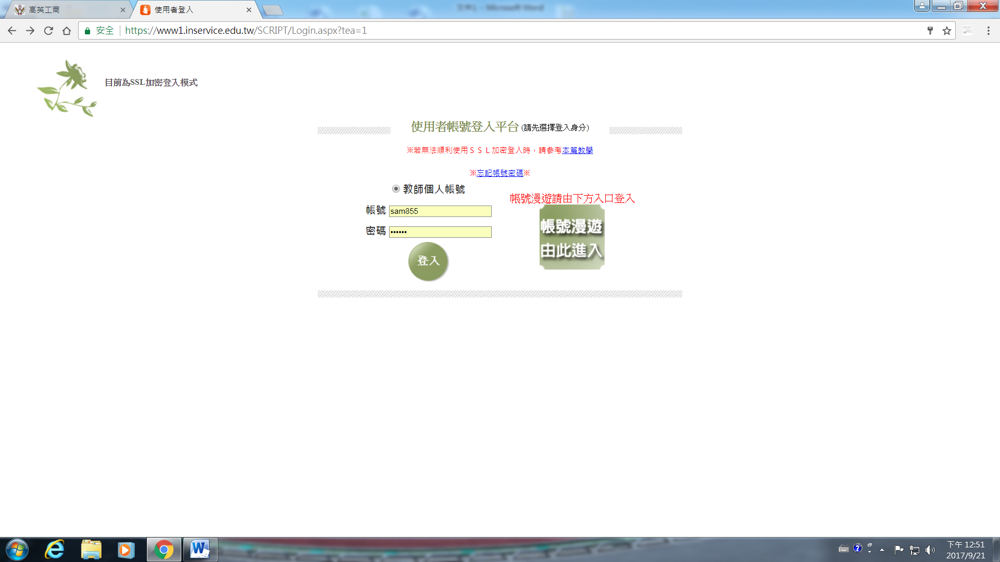 高英工商
使用者登入
安全
https://www1.inservice.edu.tw/SCRIPT/Login.aspx?tea=1
目前為SSL加密登入模式
使用者帳號登入平台 (請先選擇登入身分)
※若無法順利使用ＳＳＬ加密登入時，請參考本篇教學
※忘記帳號密碼※
教師個人帳號
帳號漫遊請由下方入口登入
帳號 sam855
密碼 ••••••
帳號漫遊
由此進入
登入
下午 12:51
2017/9/21